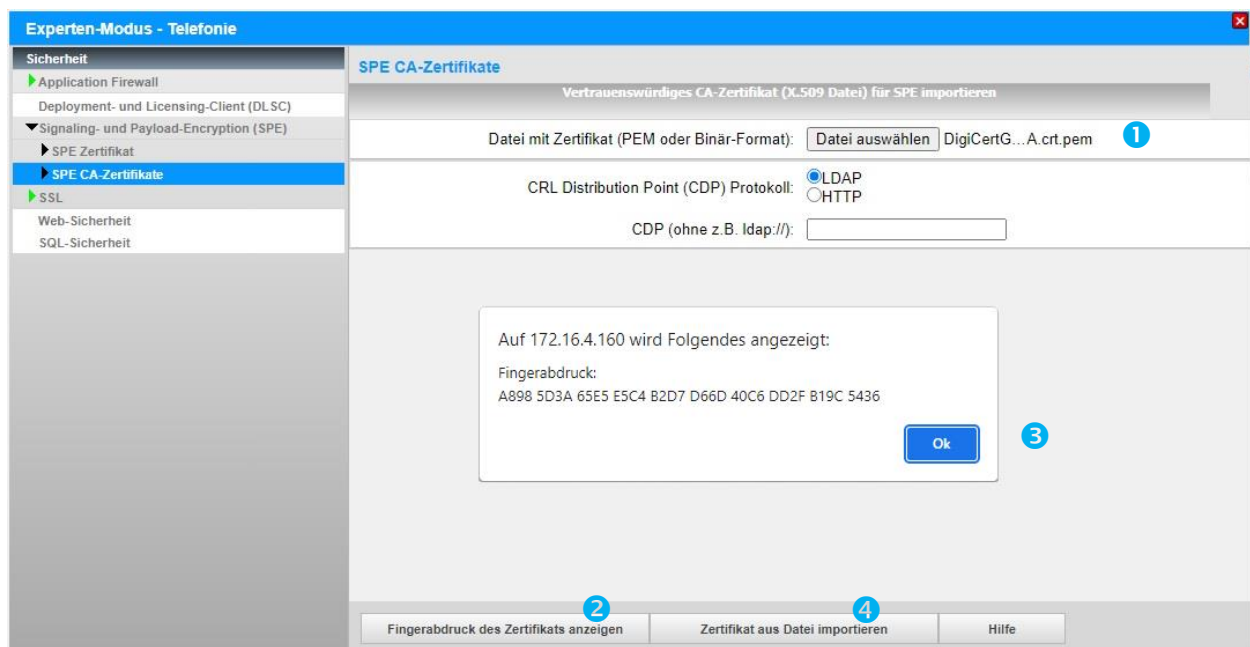 Experten-Modus - Telefonie
Sicherheit
Application Firewall
Deployment- und Licensing-Client (DLSC)
Signaling- und Payload-Encryption (SPE)
SPE Zertifikat
SPE CA-Zertifikate
SSL
Web-Sicherheit
SQL-Sicherheit
SPE CA-Zertifikate
Vertrauenswürdiges CA-Zertifikat (X.509 Datei) für SPE importieren
Datei mit Zertifikat (PEM oder Binär-Format): Datei auswählen DigiCertG...A.crt.pem 1
CRL Distribution Point (CDP) Protokoll: LDAP
HTTP
CDP (ohne z.B. ldap://):
Auf 172.16.4.160 wird Folgendes angezeigt:
Fingerabdruck:
A898 5D3A 65E5 E5C4 B2D7 D66D 40C6 DD2F B19C 5436
Ok 3
2 4
Fingerabdruck des Zertifikats anzeigen Zertifikat aus Datei importieren Hilfe